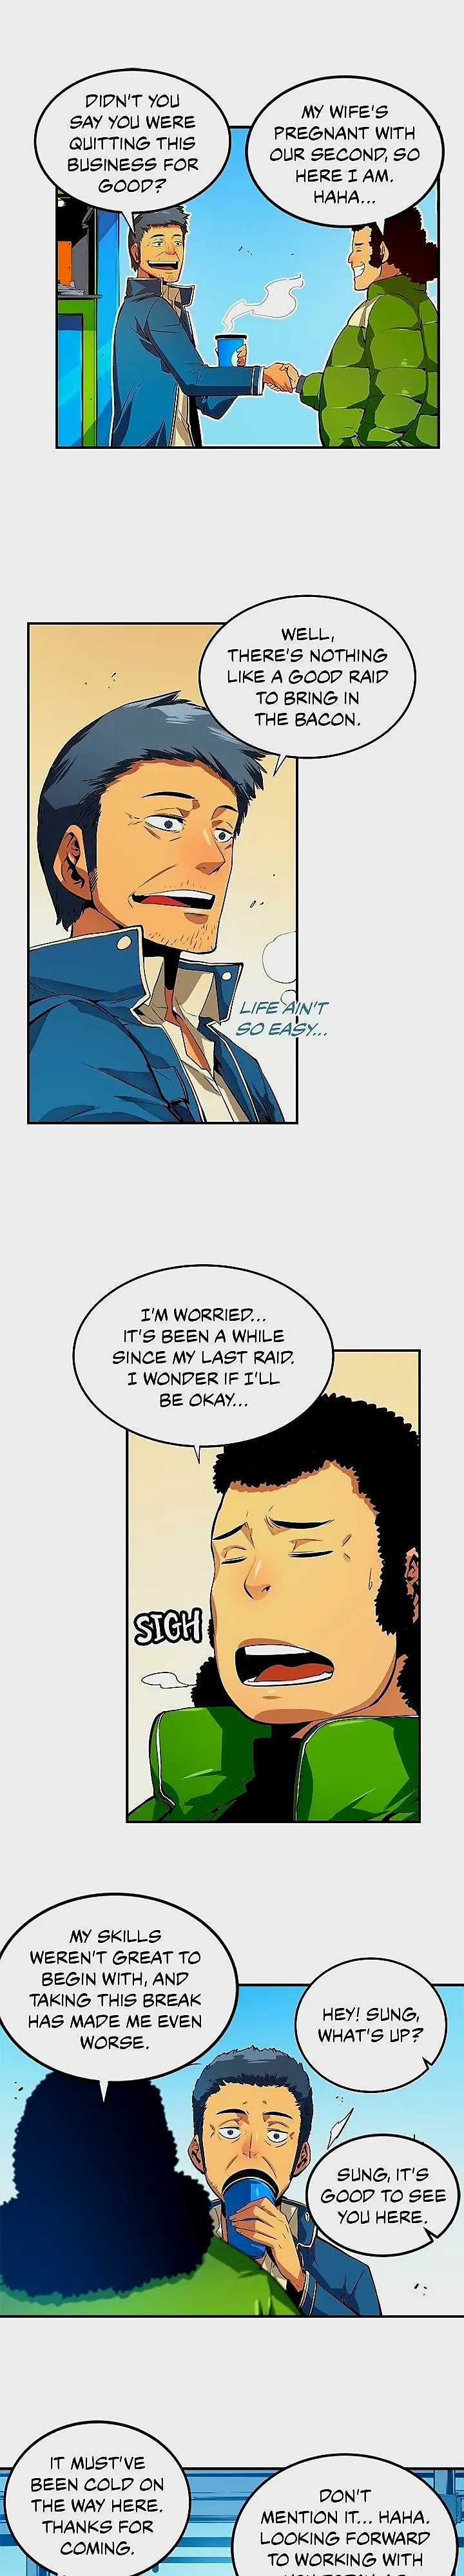 DIDN'T YOU
SAY YOU WERE
QUITTING THIS
BUSINESS FOR
GOOD?
MY WIFE'S
PREGNANT WITH
OUR SECOND, SO
HERE I AM.
HAHA...
WELL,
THERE'S NOTHING
LIKE A GOOD RAID
TO BRING IN
THE BACON.
LIFE AIN'T
SO EASY...
I'M WORRIED...
IT'S BEEN A WHILE
SINCE MY LAST RAID.
I WONDER IF I'LL
BE OKAY...
SIGH
MY SKILLS
WEREN'T GREAT TO
BEGIN WITH, AND
TAKING THIS BREAK
HAS MADE ME EVEN
WORSE.
HEY! SUNG,
WHAT'S UP?
SUNG, IT'S
GOOD TO SEE
YOU HERE.
IT MUST'VE
BEEN COLD ON
THE WAY HERE.
THANKS FOR
COMING.
DON'T
MENTION IT... HAHA.
LOOKING FORWARD
TO WORKING WITH